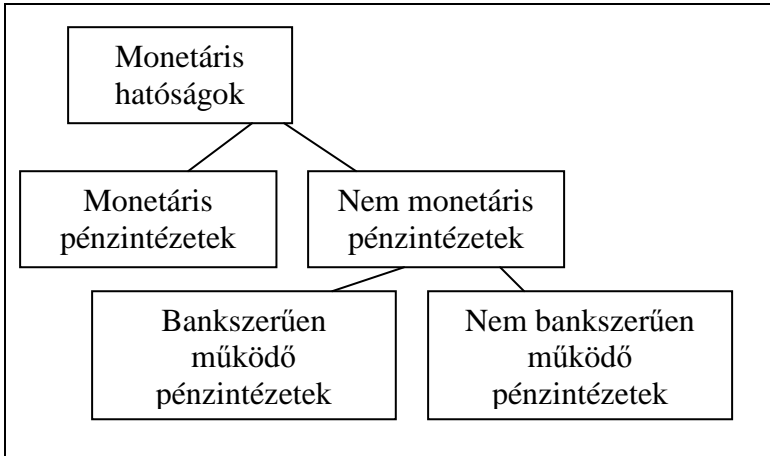 Monetáris
hatóságok
Monetáris
pénzintézetek
Nem monetáris
pénzintézetek
Bankszerűen
működő
pénzintézetek
Nem bankszerűen
működő
pénzintézetek